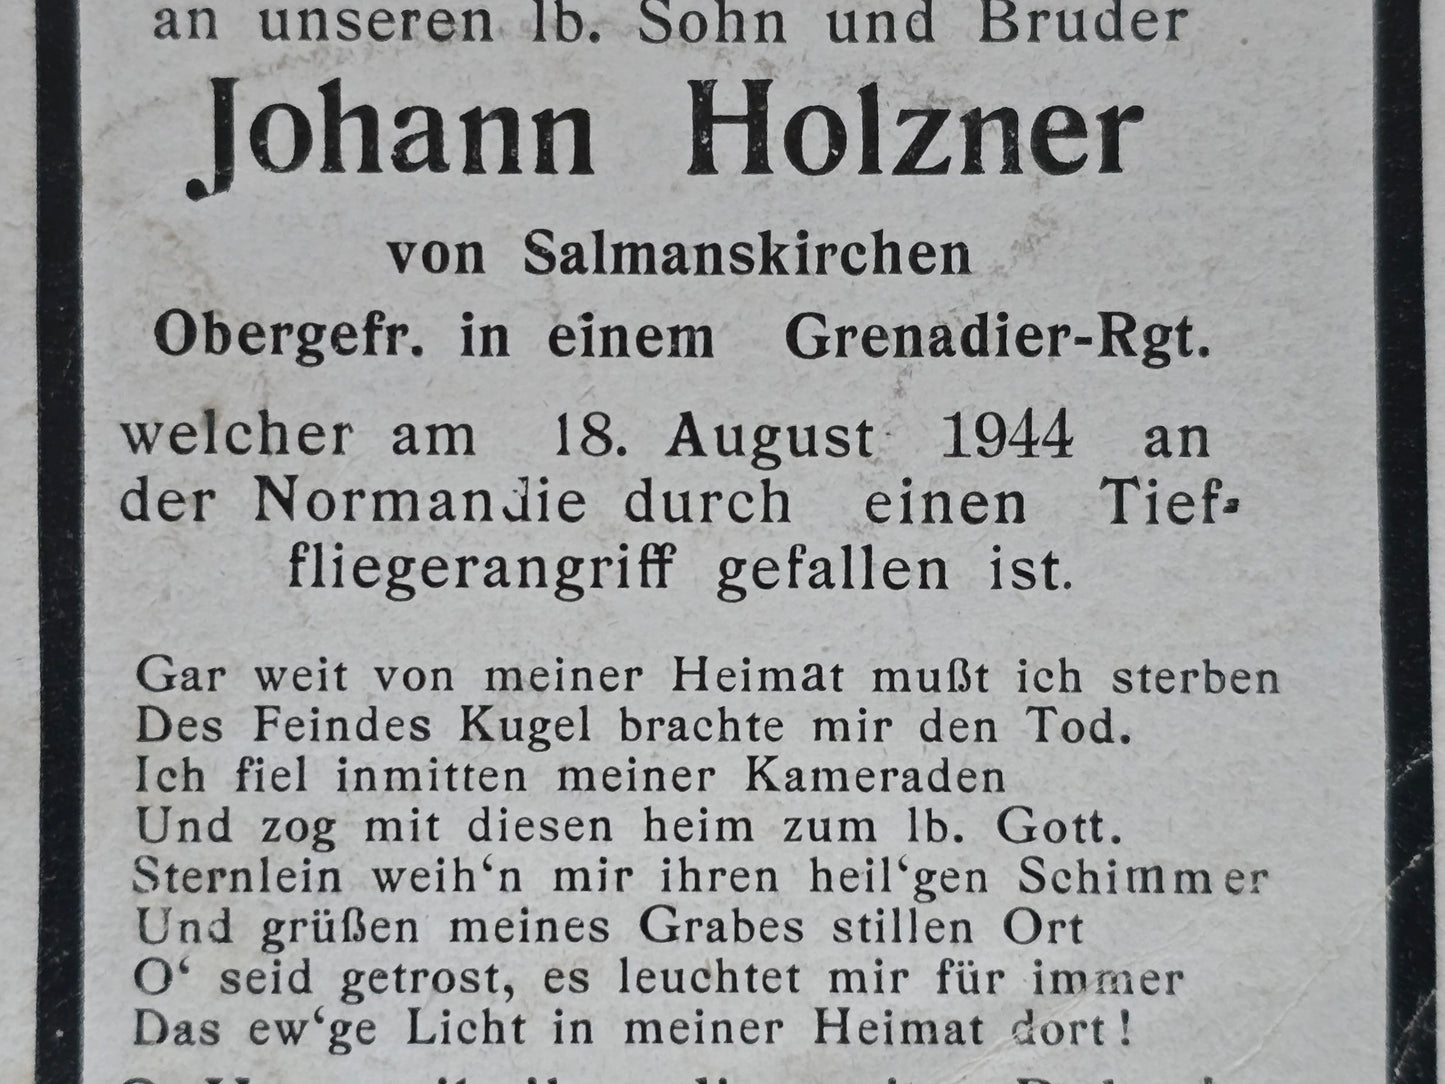 an unseren lb. Sohn und Bruder
Johann Holzner
von Salmanskirchen
Obergefr. in einem Grenadier-Rgt.
welcher am 18. August 1944 an
der Normandie durch einen Tief-
fliegerangriff gefallen ist.
Gar weit von meiner Heimat mußt ich sterben
Des Feindes Kugel brachte mir den Tod.
Ich fiel inmitten meiner Kameraden
Und zog mit diesen heim zum lb. Gott.
Sternlein weih‘n mir ihren heil‘gen Schimmer
Und grüßen meines Grabes stillen Ort
O‘ seid getrost, es leuchtet mir für immer
Das ew‘ge Licht in meiner Heimat dort!